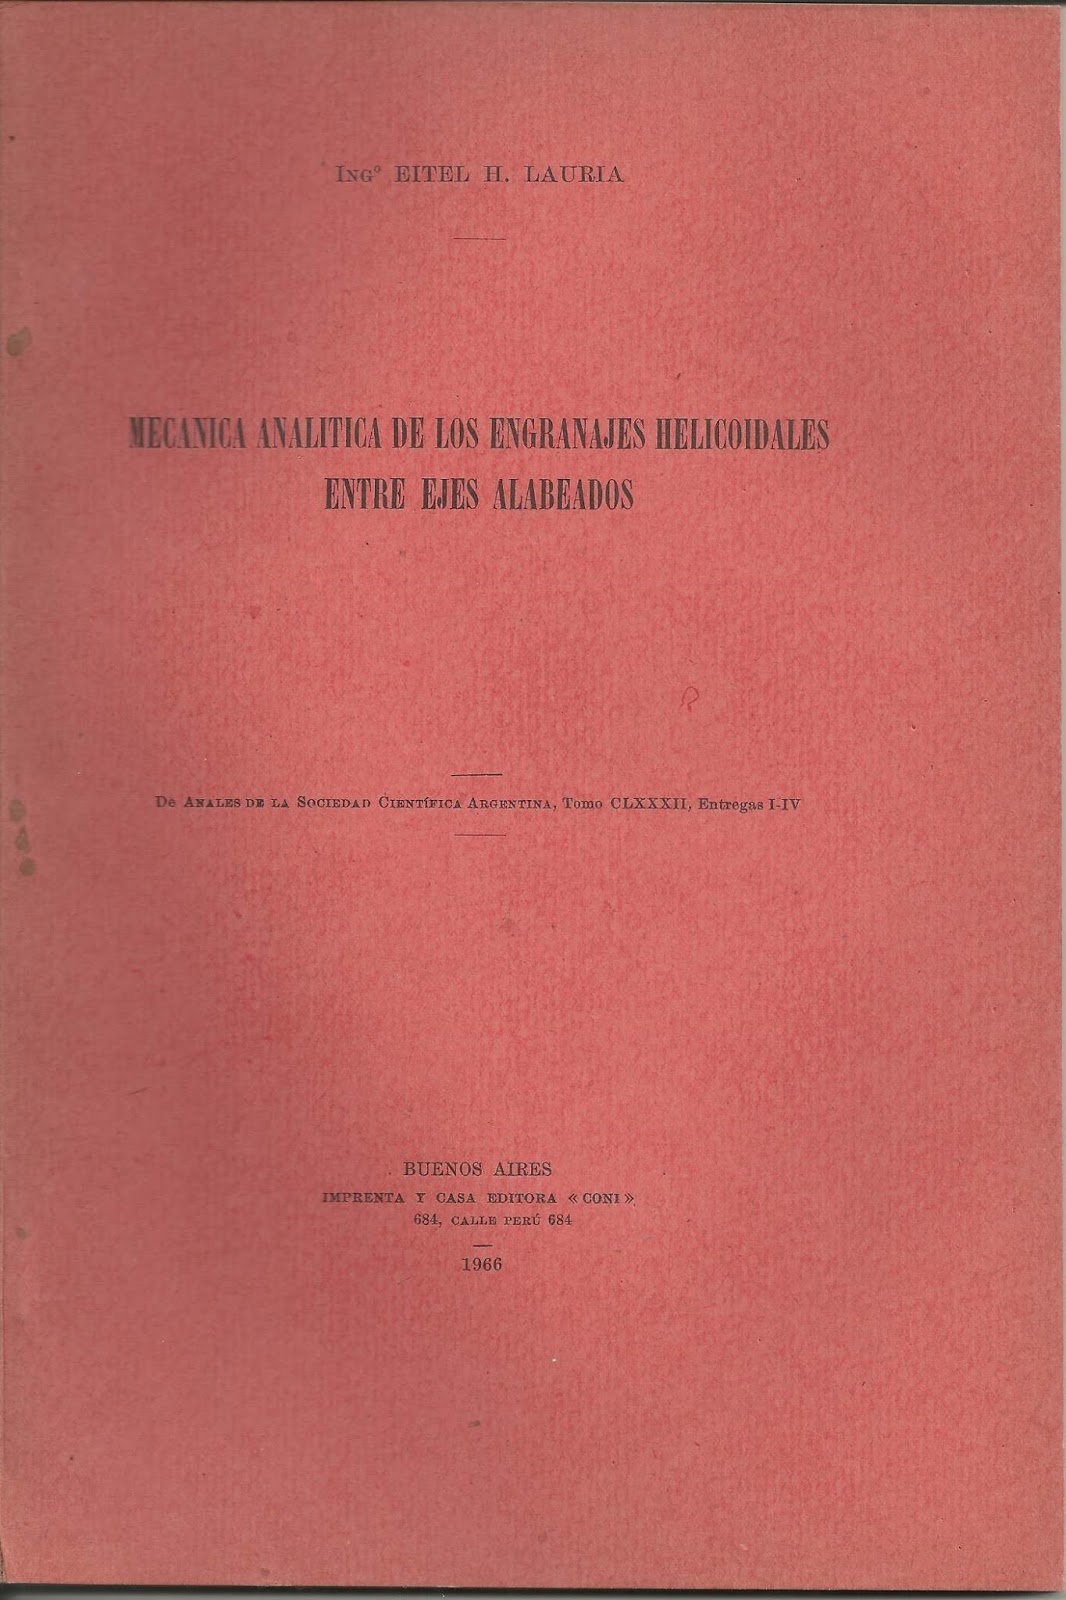 Ingº EITEL H. LAURIA
MECANICA ANALITICA DE LOS ENGRANAJES HELICOIDALES
ENTRE EJES ALABEADOS
De Anales de la Sociedad Científica Argentina, Tomo CLXXXII, Entregas I-IV
BUENOS AIRES
IMPRENTA Y CASA EDITORA « CONI »
684, CALLE PERÚ 684
1966